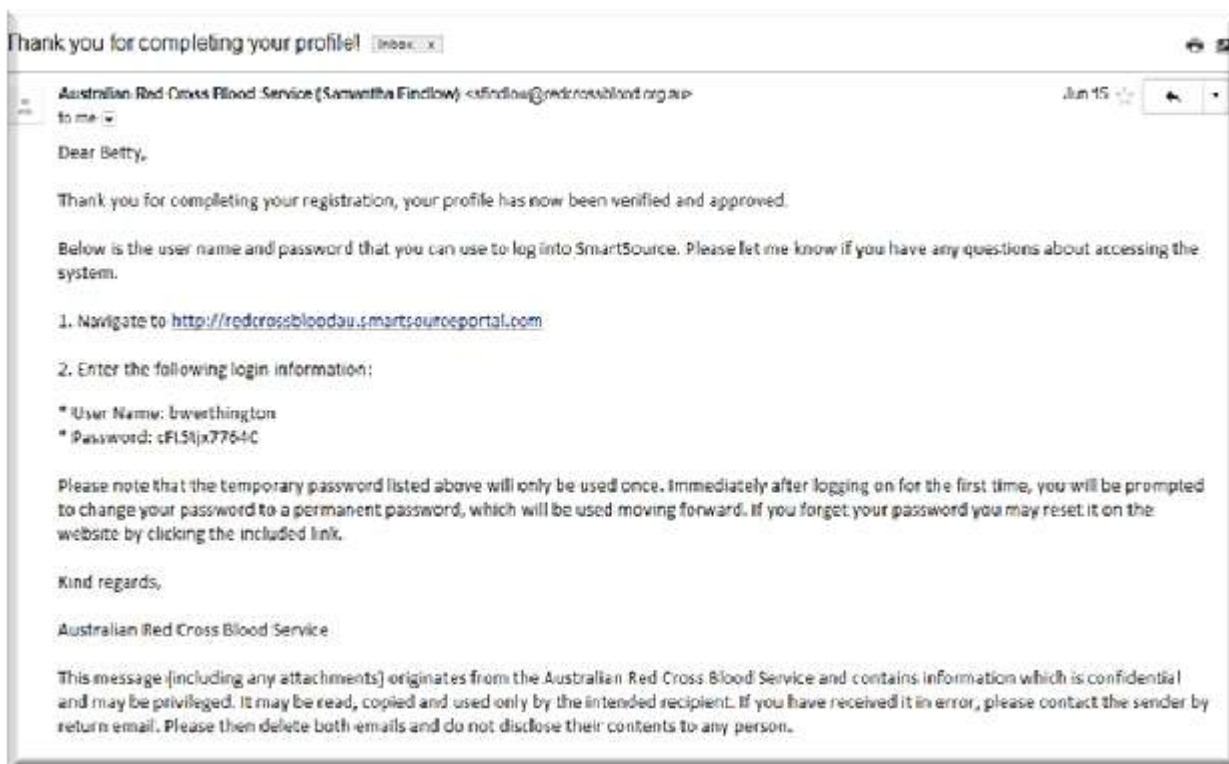 Thank you for completing your profile! Inbox x
Australian Red Cross Blood Service (Samantha Findlow) <sfindlow@redcrossblood.org.au> Jun 15
to me
Dear Betty,
Thank you for completing your registration, your profile has now been verified and approved.
Below is the user name and password that you can use to log into SmartSource. Please let me know if you have any questions about accessing the
system.
1. Navigate to http://redcrossbloodau.smartsourceportal.com
2. Enter the following login information:
* User Name: bwerthington
* Password:
Please note that the temporary password listed above will only be used once. Immediately after logging on for the first time, you will be prompted
to change your password to a permanent password, which will be used moving forward. If you forget your password you may reset it on the
website by clicking the included link.
Kind regards,
Australian Red Cross Blood Service
This message (including any attachments) originates from the Australian Red Cross Blood Service and contains information which is confidential
and may be privileged. It may be read, copied and used only by the intended recipient. If you have received it in error, please contact the sender by
return email. Please then delete both emails and do not disclose their contents to any person.